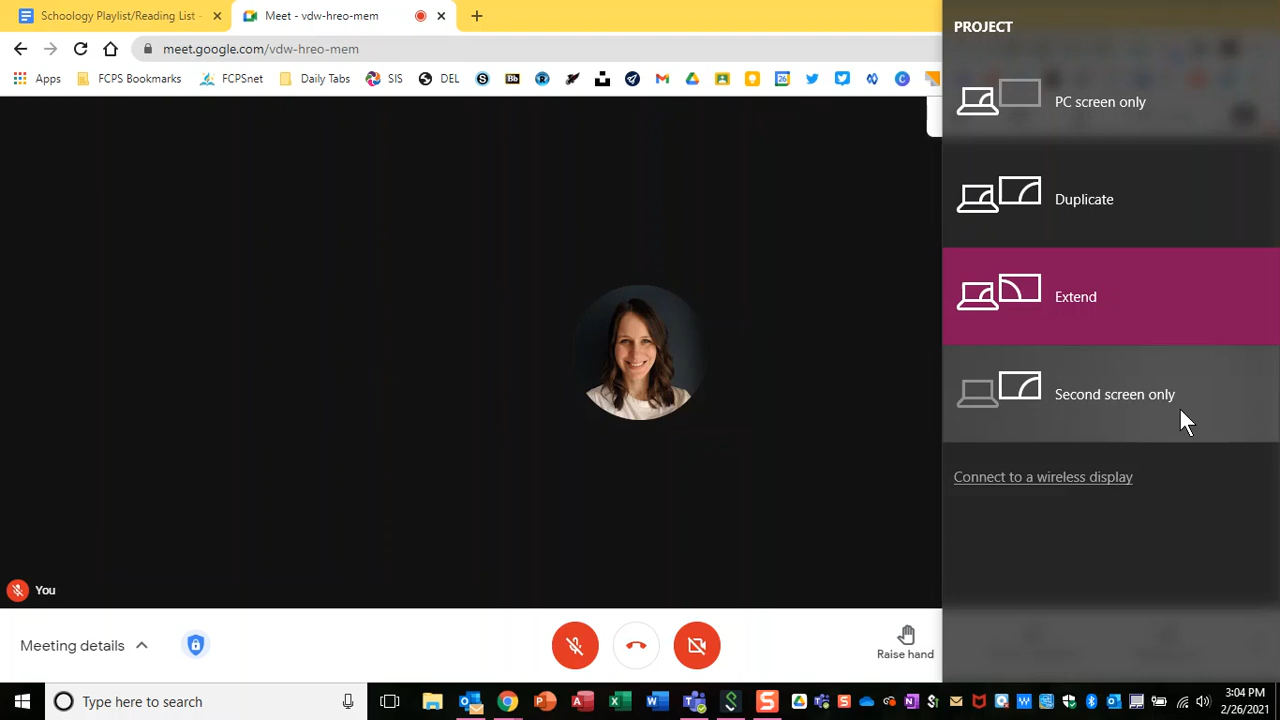 Schoology Playlist/Reading List -
Meet - vdw-hreo-mem
meet.google.com/vdw-hreo-mem
Apps
FCPS Bookmarks
FCPSnet
Daily Tabs
SIS
DEL
Bb
PROJECT
PC screen only
Duplicate
Extend
Second screen only
Connect to a wireless display
You
Meeting details
Raise hand
Type here to search
3:04 PM
2/26/2021